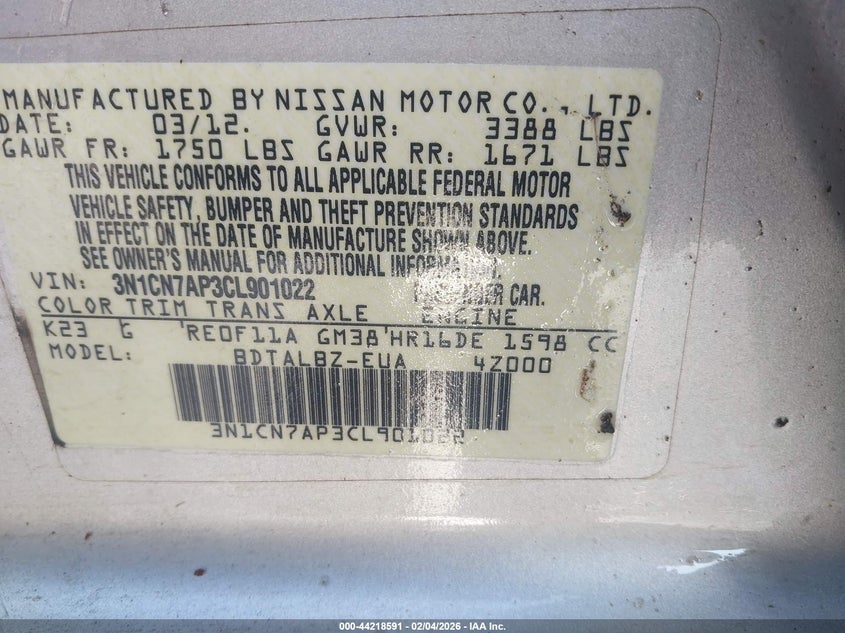 MANUFACTURED BY NISSAN MOTOR CO., LTD.
DATE: 03/12. GVWR: 3388 LBS
GAWR FR: 1750 LBS GAWR RR: 1671 LBS
THIS VEHICLE CONFORMS TO ALL APPLICABLE FEDERAL MOTOR
VEHICLE SAFETY, BUMPER AND THEFT PREVENTION STANDARDS
IN EFFECT ON THE DATE OF MANUFACTURE SHOWN ABOVE.
SEE OWNER'S MANUAL FOR ADDITIONAL INFORMATION.
VIN: 3N1CN7AP3CL901022 PASSENGER CAR.
COLOR TRIM TRANS AXLE ENGINE
K23 G 'RE0F11A GM38'HR16DE 1598 CC
MODEL: BDTALBZ-EUA 4Z000
3N1CN7AP3CL901022
000-44218591 - 02/04/2026 - IAA Inc.